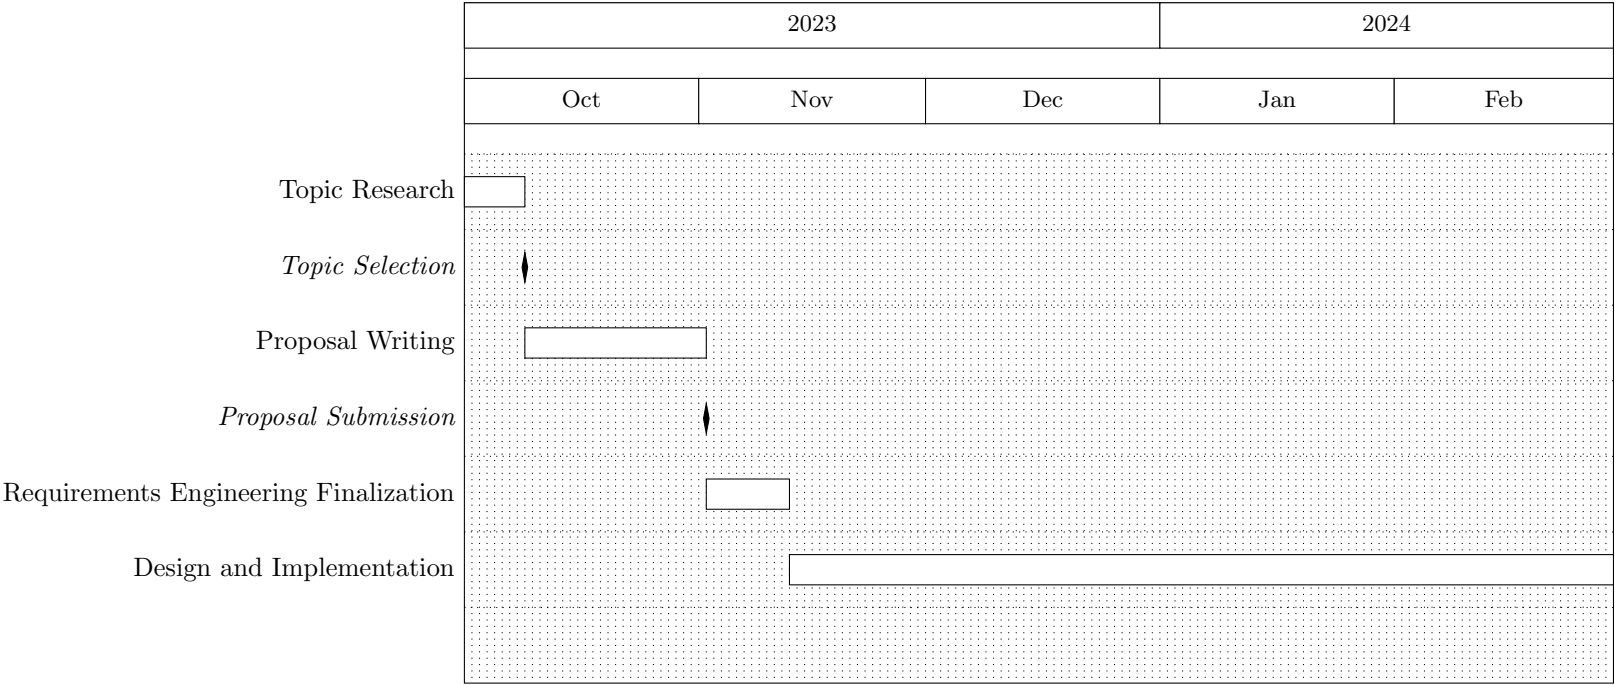 2023 2024
Oct Nov Dec Jan Feb
Topic Research
Topic Selection
Proposal Writing
Proposal Submission
Requirements Engineering Finalization
Design and Implementation